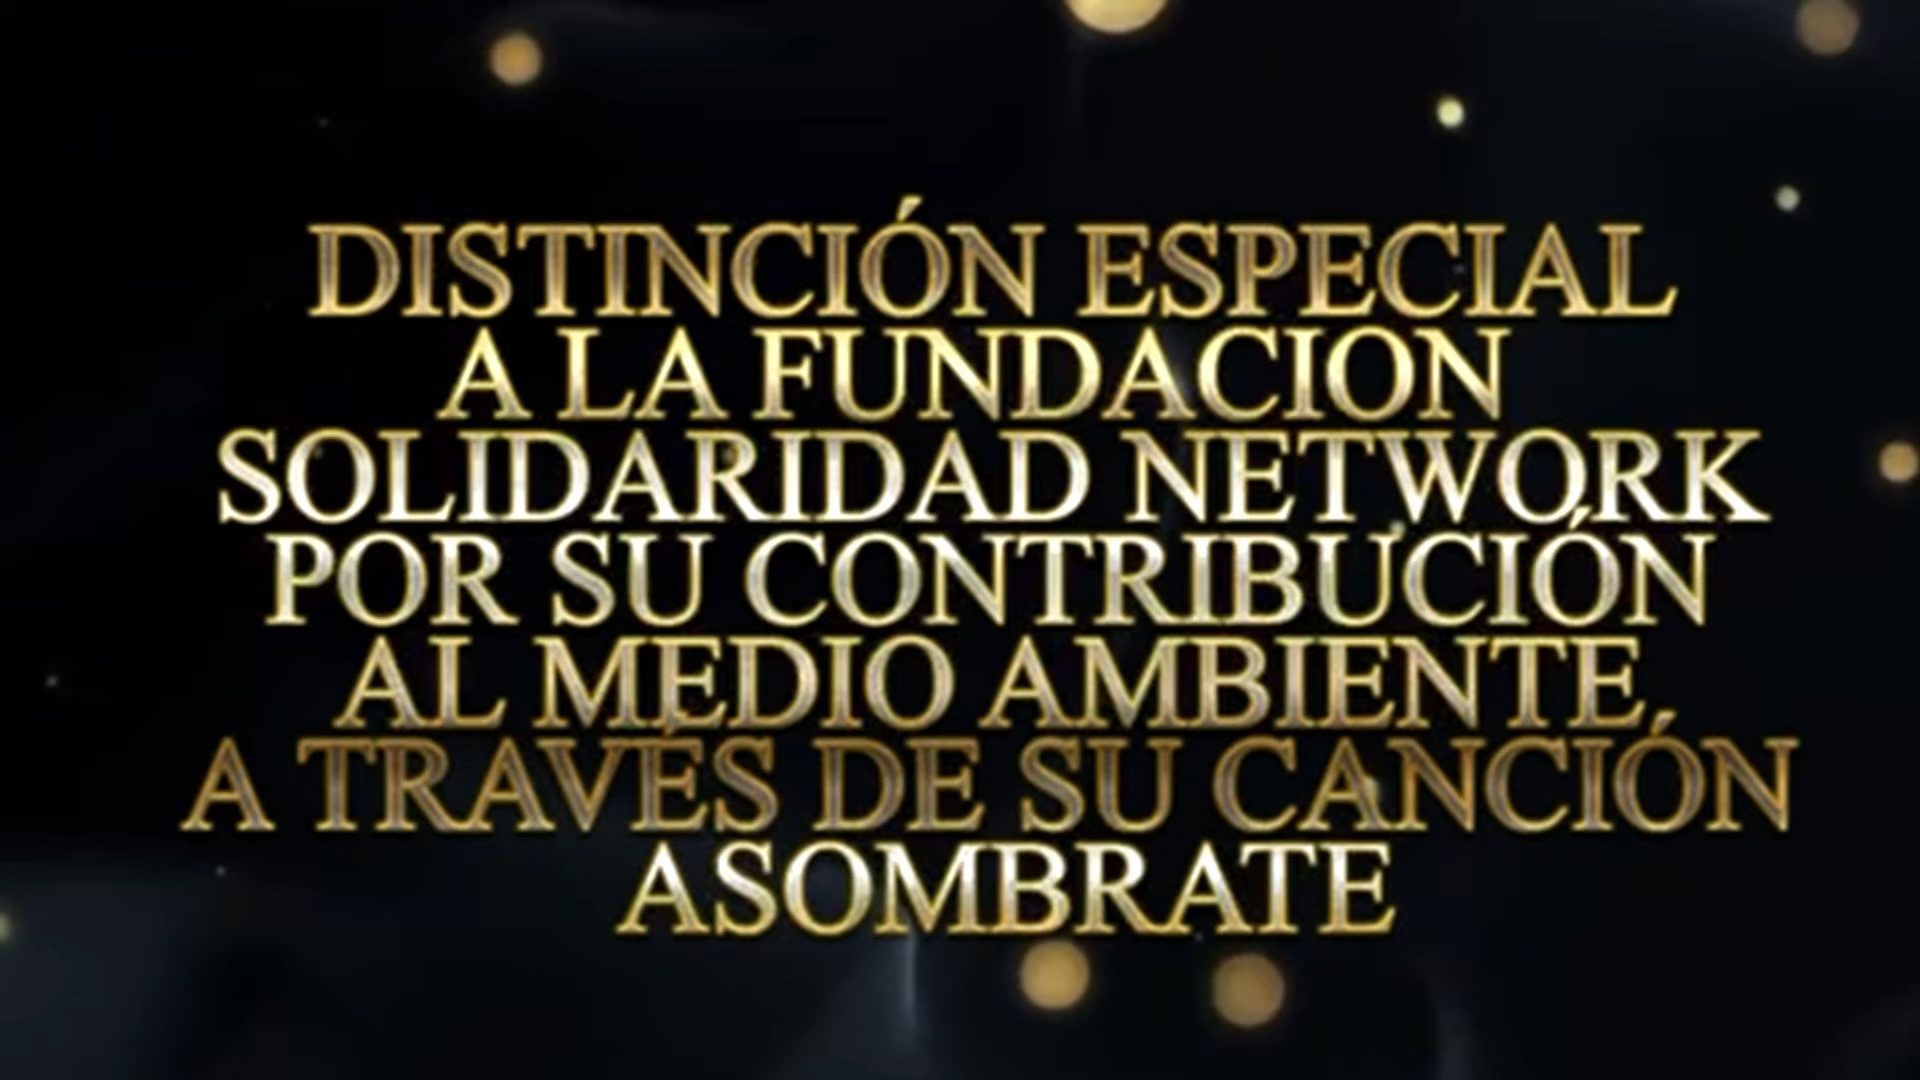 DISTINCIÓN ESPECIAL
A LA FUNDACION
SOLIDARIDAD NETWORK
POR SU CONTRIBUCIÓN
AL MEDIO AMBIENTE
A TRAVÉS DE SU CANCIÓN
ASOMBRATE